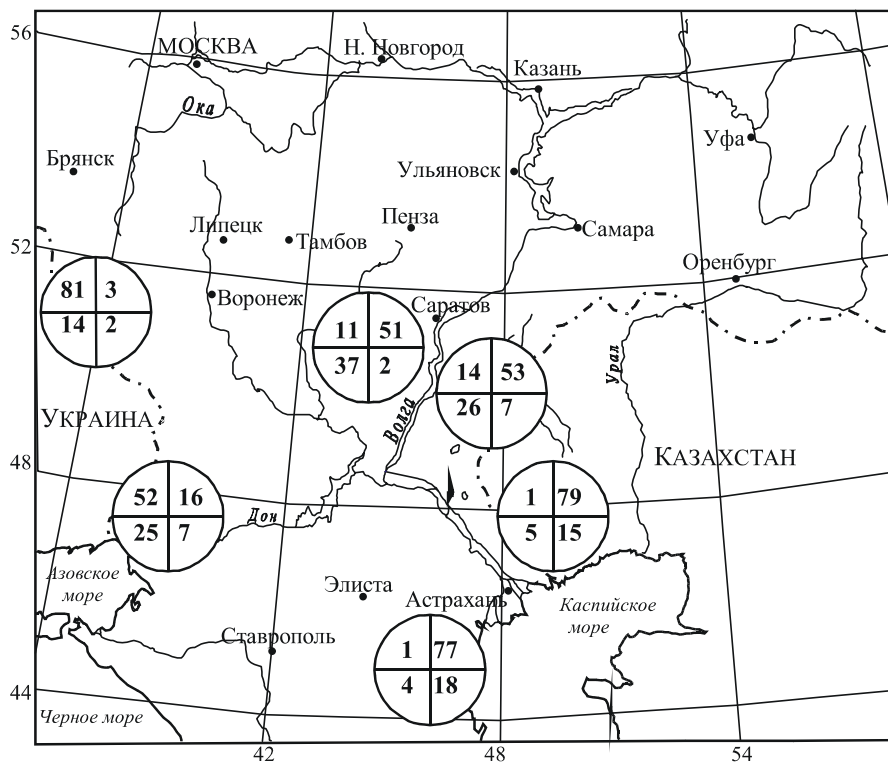 56
МОСКВА
Н. Новгород
Казань
Ока
Уфа
Брянск
Ульяновск
Липецк
Тамбов
Пенза
Самара
52
Оренбург
81 3
14 2
Воронеж
Саратов
11 51
37 2
14 53
26 7
Урал
Волга
УКРАИНА
КАЗАХСТАН
48
52 16
25 7
Дон
1 79
5 15
Азовское
море
Элиста
Астрахань
Каспийское
море
Ставрополь
1 77
4 18
44
Черное море
42
48
54